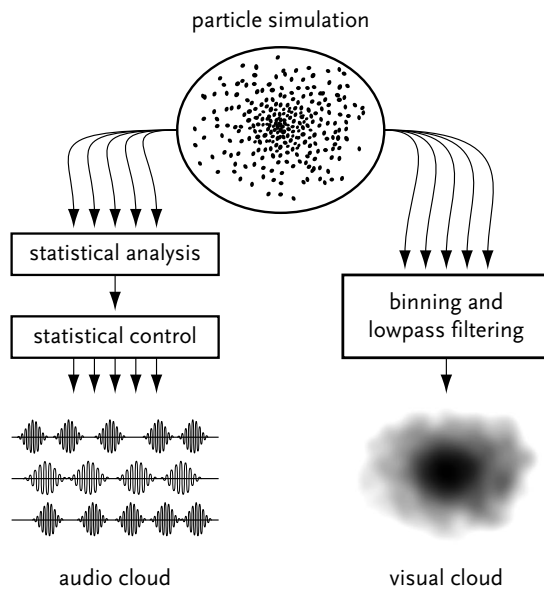 particle simulation
statistical analysis
statistical control
audio cloud
binning and
lowpass filtering
visual cloud